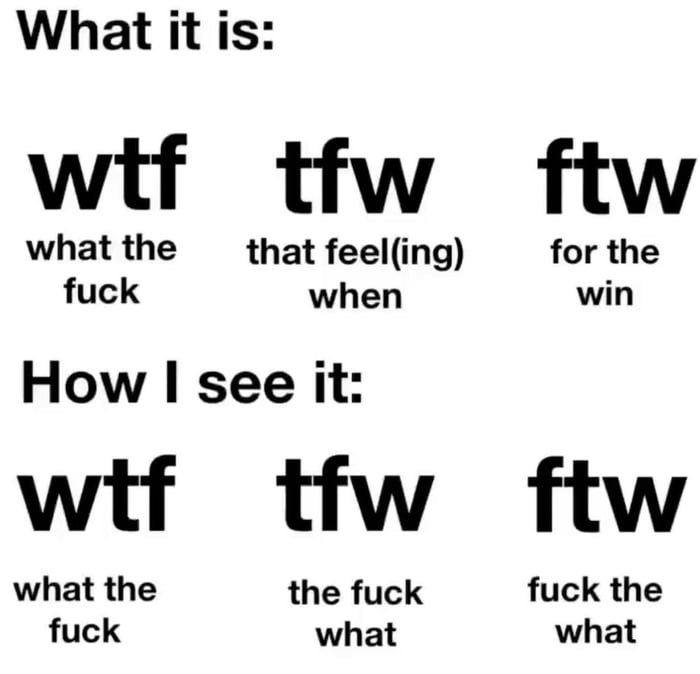 What it is:
wtf tfw ftw
what the that feel(ing) for the
fuck when win
How I see it:
wtf tfw ftw
what the the fuck fuck the
fuck what what